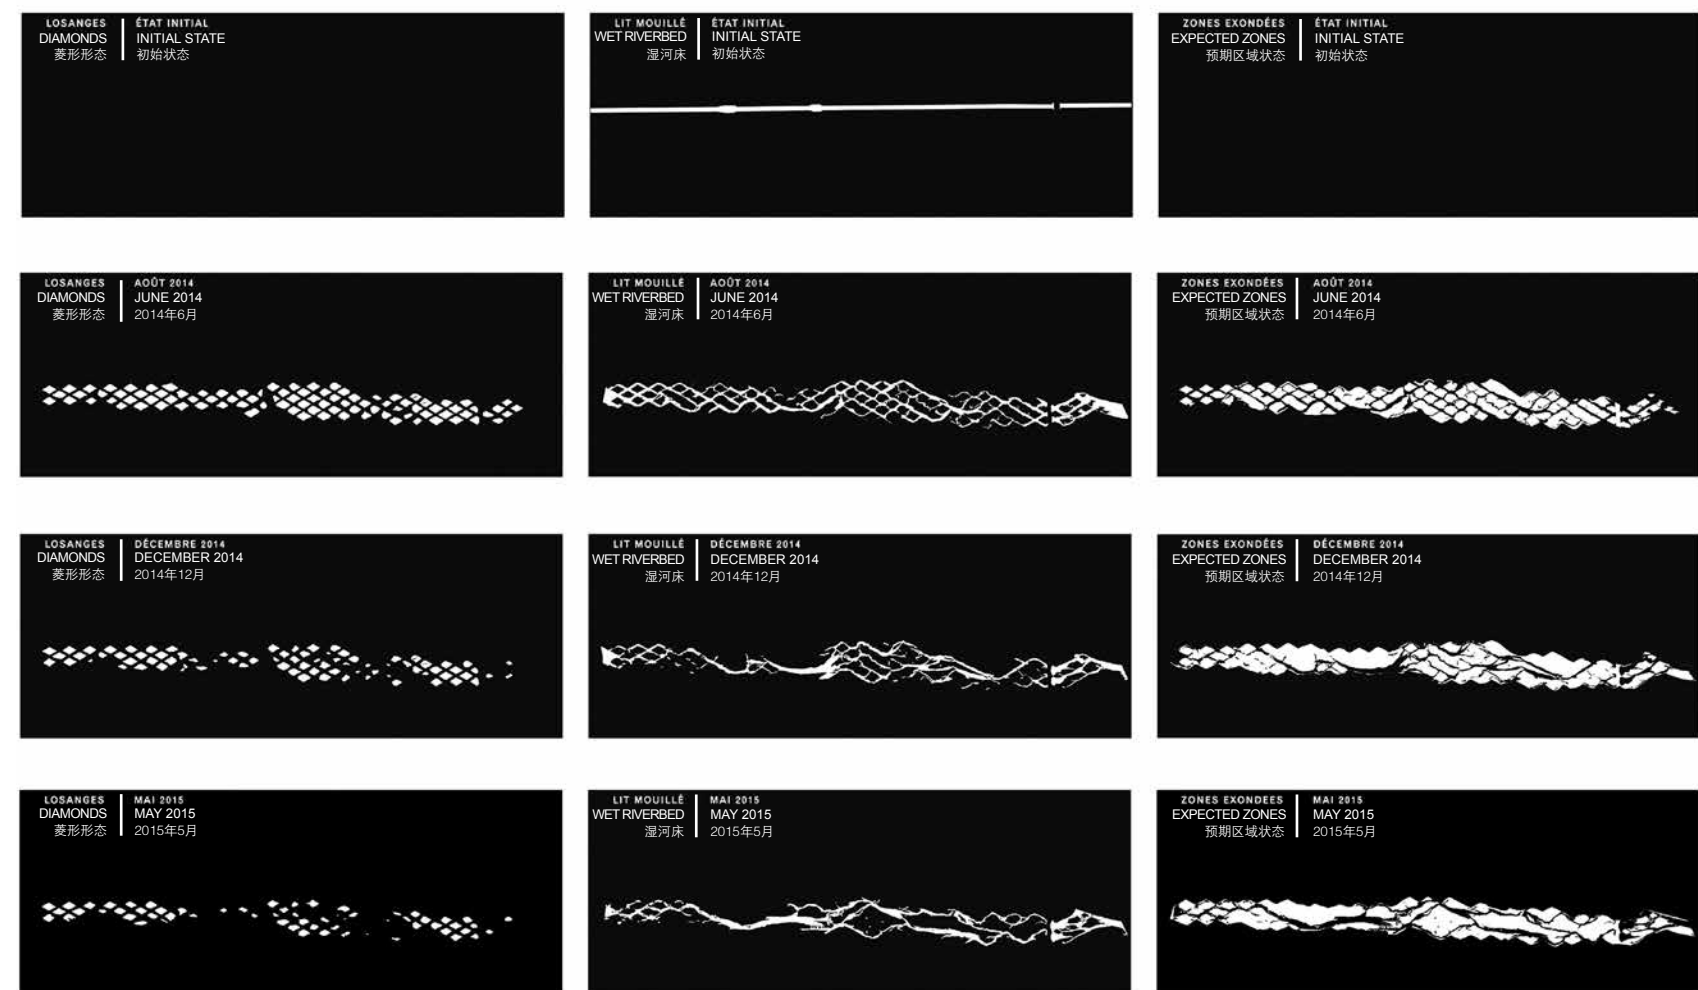 LOSANGES
DIAMONDS
菱形形态
ÉTAT INITIAL
INITIAL STATE
初始状态
LIT MOUILLÉ
WET RIVERBED
湿河床
ÉTAT INITIAL
INITIAL STATE
初始状态
ZONES EXONDÉES
EXPECTED ZONES
预期区域状态
ÉTAT INITIAL
INITIAL STATE
初始状态
LOSANGES
DIAMONDS
菱形形态
AOÛT 2014
JUNE 2014
2014年6月
LIT MOUILLÉ
WET RIVERBED
湿河床
AOÛT 2014
JUNE 2014
2014年6月
ZONES EXONDÉES
EXPECTED ZONES
预期区域状态
AOÛT 2014
JUNE 2014
2014年6月
LOSANGES
DIAMONDS
菱形形态
DÉCEMBRE 2014
DECEMBER 2014
2014年12月
LIT MOUILLÉ
WET RIVERBED
湿河床
DÉCEMBRE 2014
DECEMBER 2014
2014年12月
ZONES EXONDÉES
EXPECTED ZONES
预期区域状态
DÉCEMBRE 2014
DECEMBER 2014
2014年12月
LOSANGES
DIAMONDS
菱形形态
MAI 2015
MAY 2015
2015年5月
LIT MOUILLÉ
WET RIVERBED
湿河床
MAI 2015
MAY 2015
2015年5月
ZONES EXONDEES
EXPECTED ZONES
预期区域状态
MAI 2015
MAY 2015
2015年5月